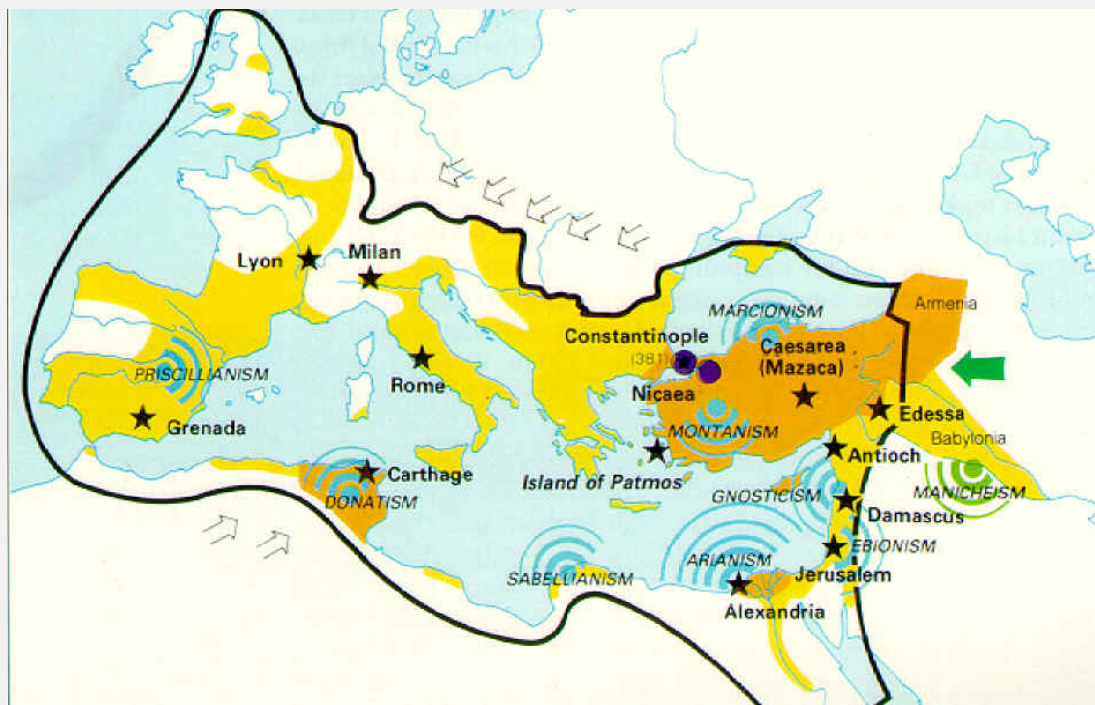 Lyon
Milan
PRISCILLIANISM
Grenada
Rome
Constantinople
(381)
Nicaea
MARCIONISM
Caesarea
(Mazaca)
Armenia
Edessa
Babylonia
MONTANISM
Antioch
Island of Patmos
GNOSTICISM
MANICHEISM
Damascus
Carthage
DONATISM
EBIONISM
SABELLIANISM
ARIANISM
Jerusalem
Alexandria